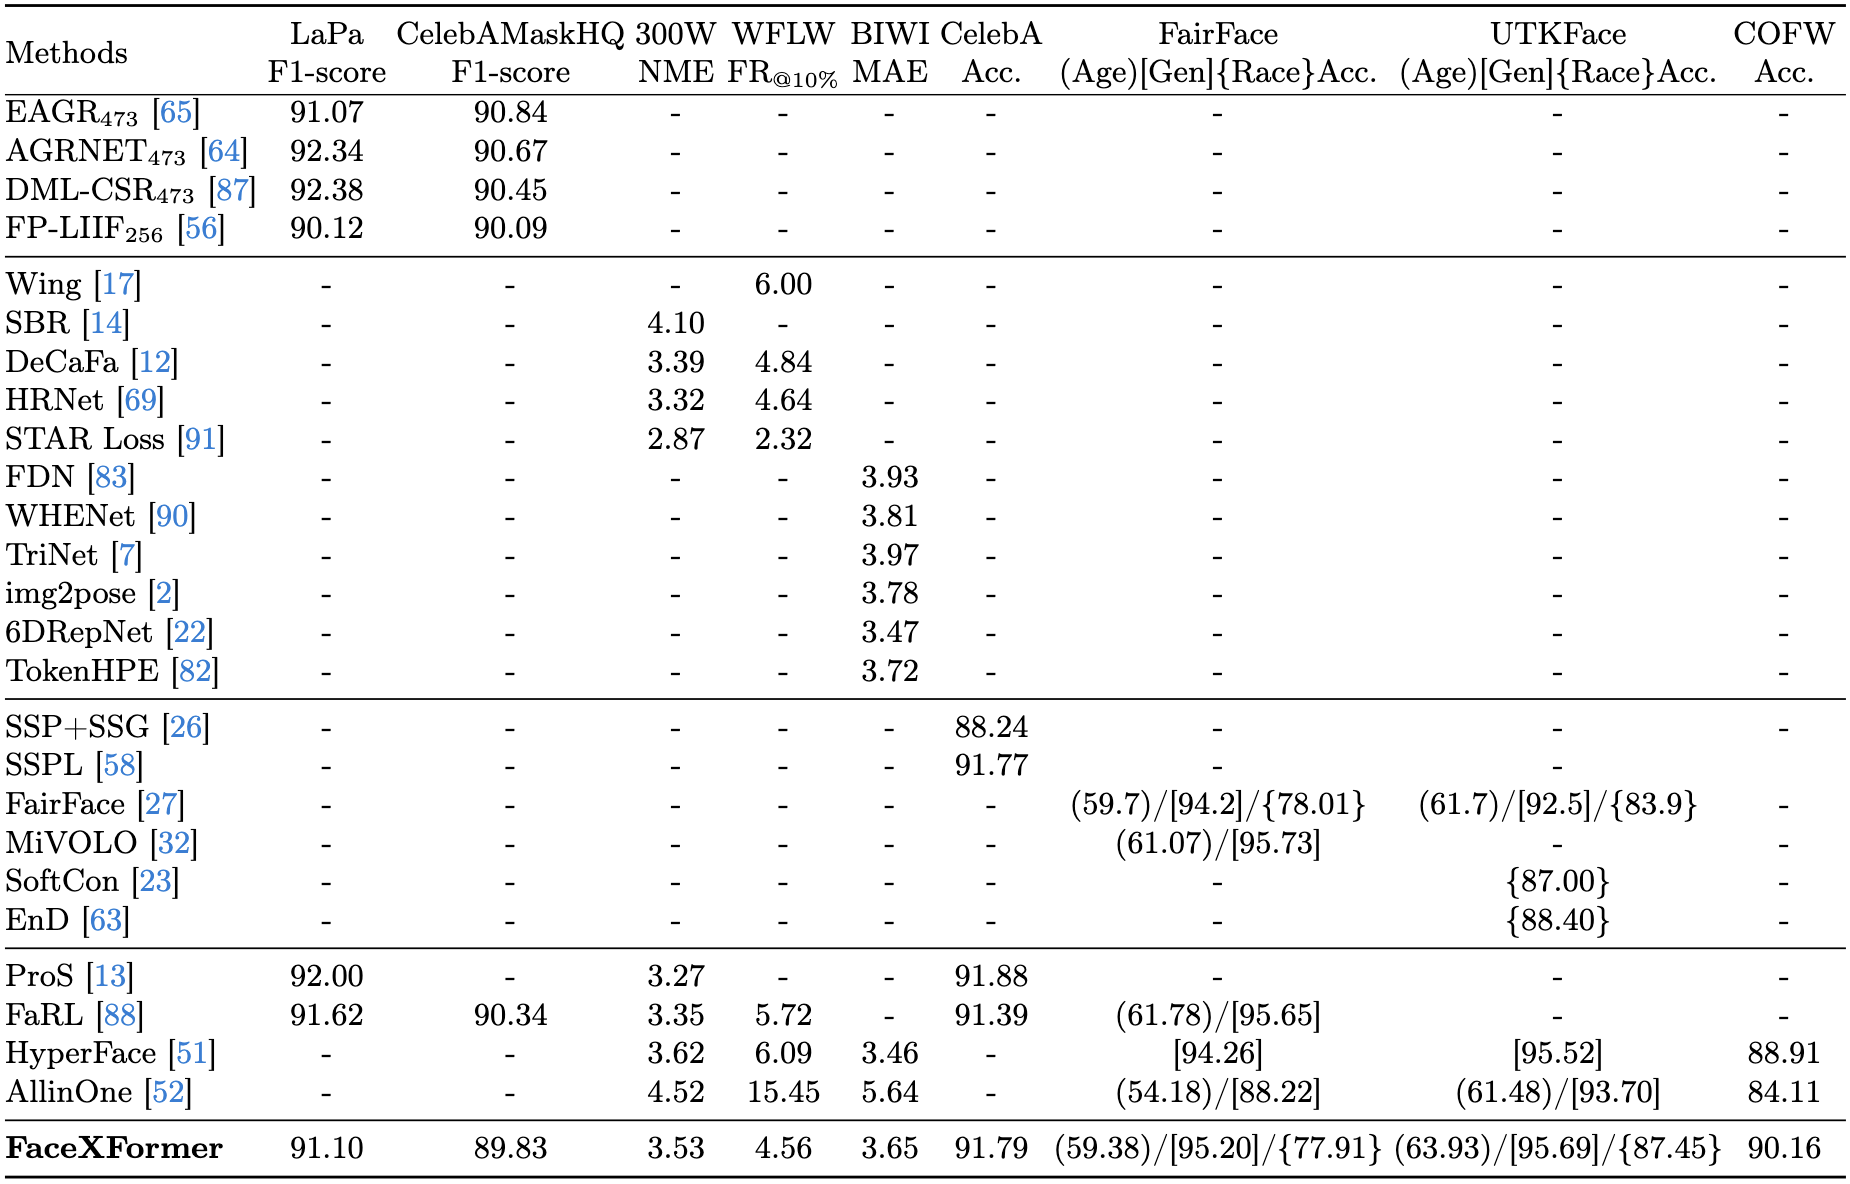 Methods LaPa CelebAMaskHQ 300W WFLW BIWI CelebA FairFace UTKFace COFW
F1-score F1-score NME FR@10% MAE Acc. (Age)[Gen]{Race}Acc. (Age)[Gen]{Race}Acc. Acc.
EAGR473 [65] 91.07 90.84 - - - - - - -
AGRNET473 [64] 92.34 90.67 - - - - - - -
DML-CSR473 [87] 92.38 90.45 - - - - - - -
FP-LIIF256 [56] 90.12 90.09 - - - - - - -
Wing [17] - - - 6.00 - - - - -
SBR [14] - - 4.10 - - - - - -
DeCaFa [12] - - 3.39 4.84 - - - - -
HRNet [69] - - 3.32 4.64 - - - - -
STAR Loss [91] - - 2.87 2.32 - - - - -
FDN [83] - - - - 3.93 - - - -
WHENet [90] - - - - 3.81 - - - -
TriNet [7] - - - - 3.97 - - - -
img2pose [2] - - - - 3.78 - - - -
6DRepNet [22] - - - - 3.47 - - - -
TokenHPE [82] - - - - 3.72 - - - -
SSP+SSG [26] - - - - - 88.24 - - -
SSPL [58] - - - - - 91.77 - - -
FairFace [27] - - - - - - (59.7)/[94.2]/{78.01} (61.7)/[92.5]/{83.9} -
MiVOLO [32] - - - - - - (61.07)/[95.73] - -
SoftCon [23] - - - - - - - {87.00} -
EnD [63] - - - - - - - {88.40} -
ProS [13] 92.00 - 3.27 - - 91.88 - - -
FaRL [88] 91.62 90.34 3.35 5.72 - 91.39 (61.78)/[95.65] - -
HyperFace [51] - - 3.62 6.09 3.46 - [94.26] [95.52] 88.91
AllinOne [52] - - 4.52 15.45 5.64 - (54.18)/[88.22] (61.48)/[93.70] 84.11
FaceXFormer 91.10 89.83 3.53 4.56 3.65 91.79 (59.38)/[95.20]/{77.91} (63.93)/[95.69]/{87.45} 90.16